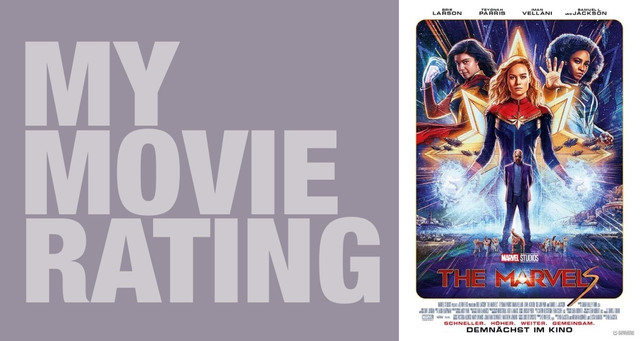 MY
MOVIE
RATING
BRIE LARSON TEYONAH PARRIS IMAN VELLANI SAMUEL L. JACKSON
MARVEL STUDIOS
THE MARVELS
SCHNELLER. HÖHER. WEITER. GEMEINSAM.
DEMNÄCHST IM KINO